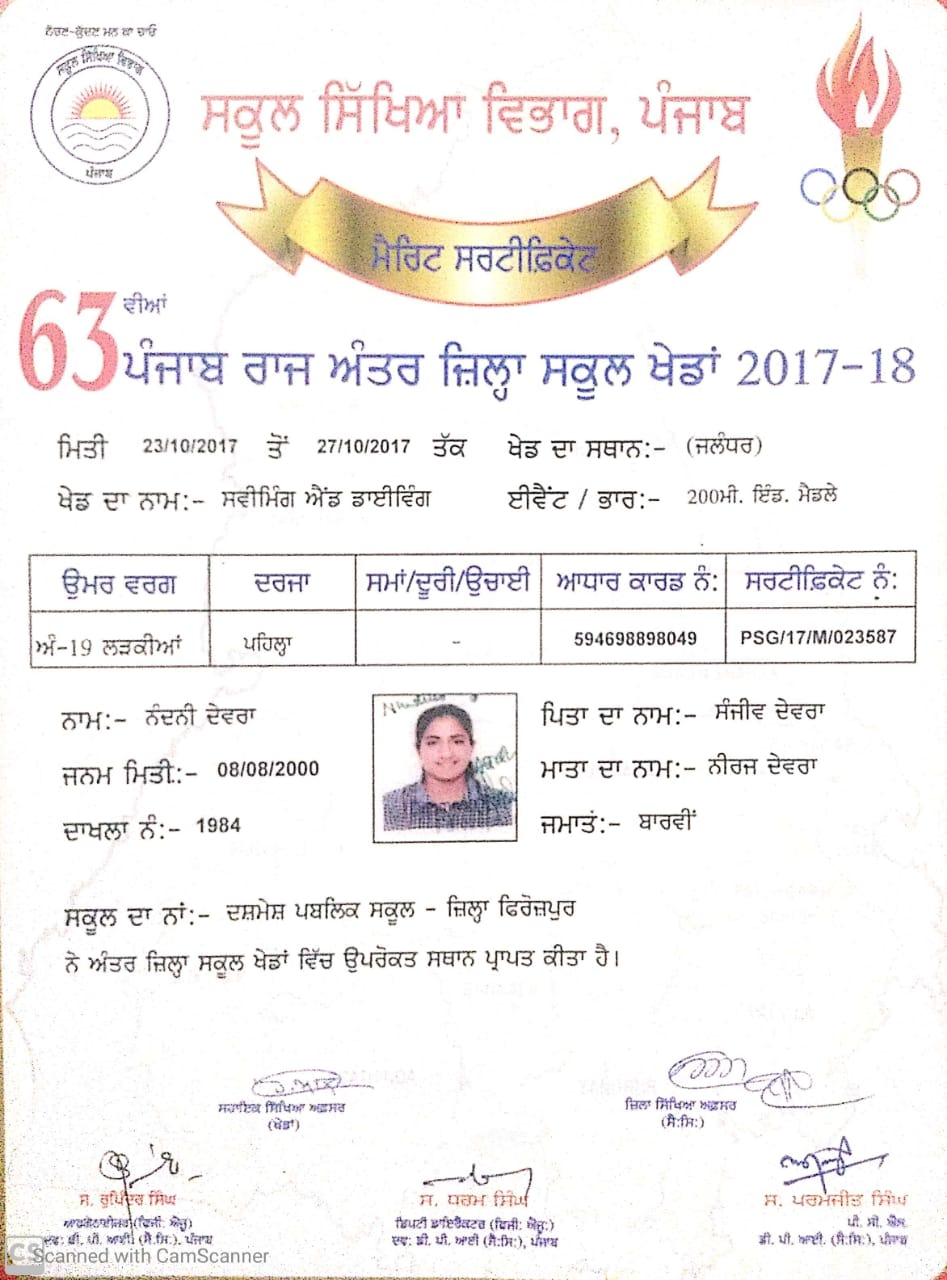 ਨੱਚਣ-ਕੁੱਦਣ ਮਨ ਕਾ ਚਾਓ
ਸਕੂਲ ਸਿੱਖਿਆ ਵਿਭਾਗ
ਪੰਜਾਬ
ਸਕੂਲ ਸਿੱਖਿਆ ਵਿਭਾਗ, ਪੰਜਾਬ
ਮੈਰਿਟ ਸਰਟੀਫ਼ਿਕੇਟ
63 ਵੀਆਂ
ਪੰਜਾਬ ਰਾਜ ਅੰਤਰ ਜ਼ਿਲ੍ਹਾ ਸਕੂਲ ਖੇਡਾਂ 2017-18
ਮਿਤੀ 23/10/2017 ਤੋਂ 27/10/2017 ਤੱਕ ਖੇਡ ਦਾ ਸਥਾਨ:- (ਜਲੰਧਰ)
ਖੇਡ ਦਾ ਨਾਮ:- ਸਵੀਮਿੰਗ ਐਂਡ ਡਾਈਵਿੰਗ ਈਵੈਂਟ / ਭਾਰ:- 200ਮੀ. ਇੰਡ. ਮੈਡਲੇ
ਉਮਰ ਵਰਗ ਦਰਜਾ ਸਮਾਂ/ਦੂਰੀ/ਉਚਾਈ ਆਧਾਰ ਕਾਰਡ ਨੰ: ਸਰਟੀਫ਼ਿਕੇਟ ਨੰ:
ਅੰ-19 ਲੜਕੀਆਂ ਪਹਿਲਾ - 594698898049 PSG/17/M/023587
ਨਾਮ:- ਨੰਦਨੀ ਦੇਵਰਾ ਪਿਤਾ ਦਾ ਨਾਮ:- ਸੰਜੀਵ ਦੇਵਰਾ
ਜਨਮ ਮਿਤੀ:- 08/08/2000 ਮਾਤਾ ਦਾ ਨਾਮ:- ਨੀਰਜ ਦੇਵਰਾ
ਦਾਖਲਾ ਨੰ:- 1984 ਜਮਾਤਂ:- ਬਾਰਵੀਂ
ਸਕੂਲ ਦਾ ਨਾਂ:- ਦਸ਼ਮੇਸ਼ ਪਬਲਿਕ ਸਕੂਲ - ਜ਼ਿਲ੍ਹਾ ਫਿਰੋਜ਼ਪੁਰ
ਨੇ ਅੰਤਰ ਜ਼ਿਲ੍ਹਾ ਸਕੂਲ ਖੇਡਾਂ ਵਿੱਚ ਉਪਰੋਕਤ ਸਥਾਨ ਪ੍ਰਾਪਤ ਕੀਤਾ ਹੈ।
ਸਹਾਇਕ ਸਿੱਖਿਆ ਅਫ਼ਸਰ ਜ਼ਿਲਾ ਸਿੱਖਿਆ ਅਫ਼ਸਰ
(ਖੇਡਾਂ) (ਸੈ:ਸਿ:)
ਸ. ਰੁਪਿੰਦਰ ਸਿੰਘ ਸ. ਧਰਮ ਸਿੰਘ ਸ. ਪਰਮਜੀਤ ਸਿੰਘ
ਆਰਗੇਨਾਈਜ਼ਰ (ਫਿਜੀ: ਐਜੂ) ਡਿਪਟੀ ਡਾਇਰੈਕਟਰ (ਫਿਜੀ: ਐਜੂ:) ਪੀ. ਸੀ. ਐਸ.
ਦਫ: ਡੀ. ਪੀ. ਆਈ. (ਸੈ.ਸਿ:), ਪੰਜਾਬ ਦਫ: ਡੀ. ਪੀ. ਆਈ (ਸੈ.ਸਿ:), ਪੰਜਾਬ ਡੀ. ਪੀ. ਆਈ. (ਸੈ.ਸਿ:), ਪੰਜਾਬ
CS Scanned with CamScanner